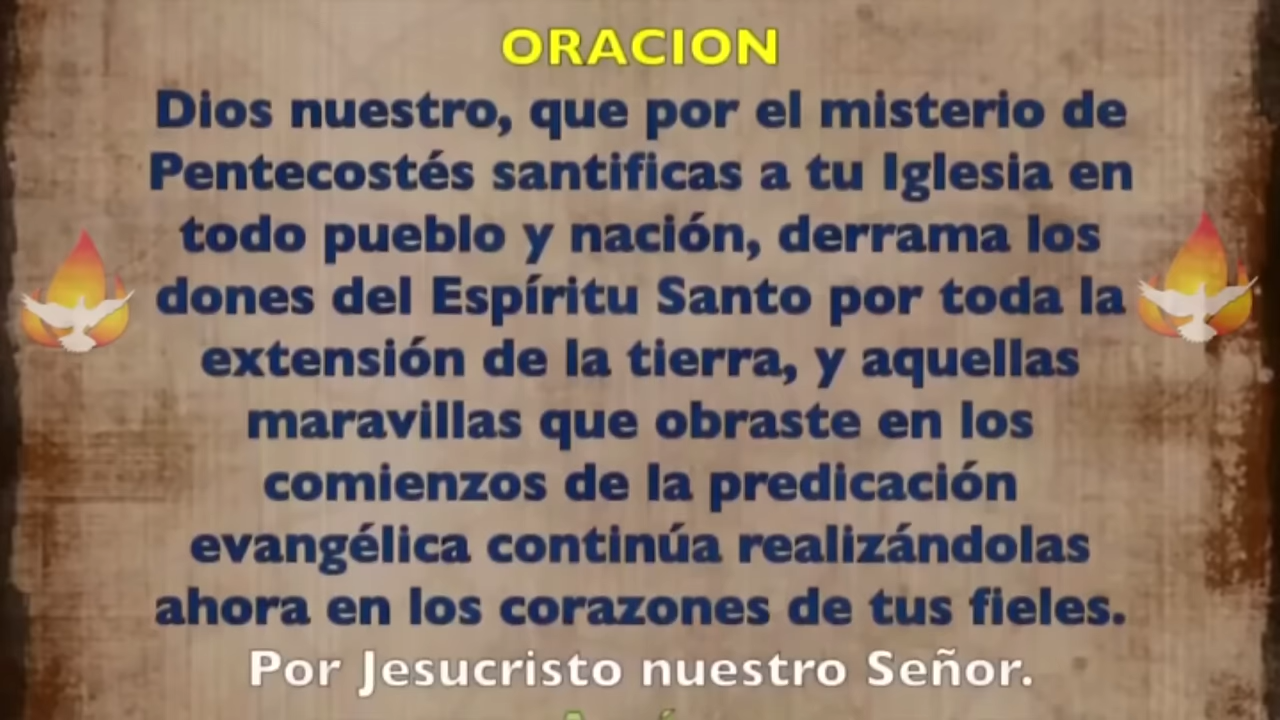 ORACION
Dios nuestro, que por el misterio de
Pentecostés santificas a tu Iglesia en
todo pueblo y nación, derrama los
dones del Espíritu Santo por toda la
extensión de la tierra, y aquellas
maravillas que obraste en los
comienzos de la predicación
evangélica continúa realizándolas
ahora en los corazones de tus fieles.
Por Jesucristo nuestro Señor.